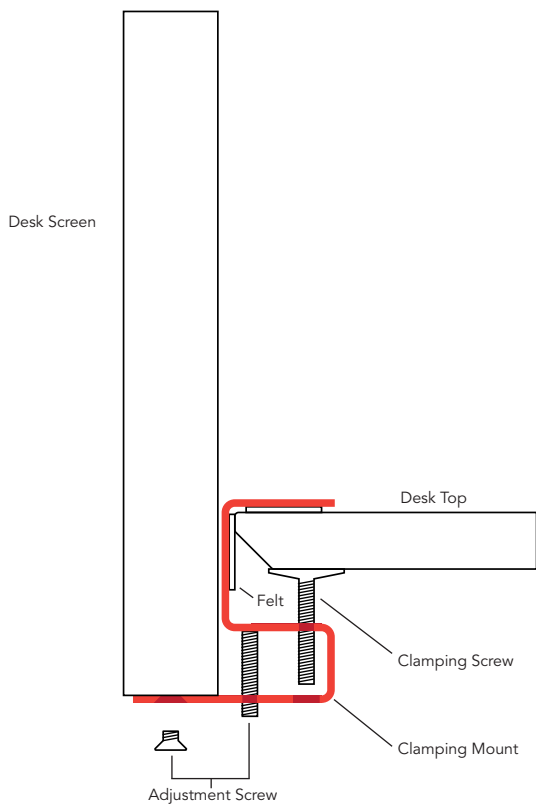 Desk Screen
Desk Top
Felt
Clamping Screw
Clamping Mount
Adjustment Screw